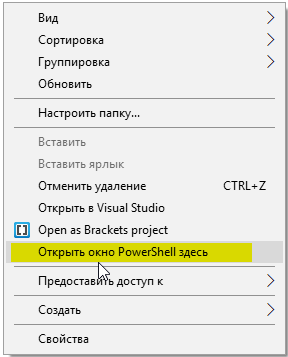 Вид
Сортировка
Группировка
Обновить
Настроить папку...
Вставить
Вставить ярлык
Отменить удаление CTRL+Z
Открыть в Visual Studio
Open as Brackets project
Открыть окно PowerShell здесь
Предоставить доступ к
Создать
Свойства